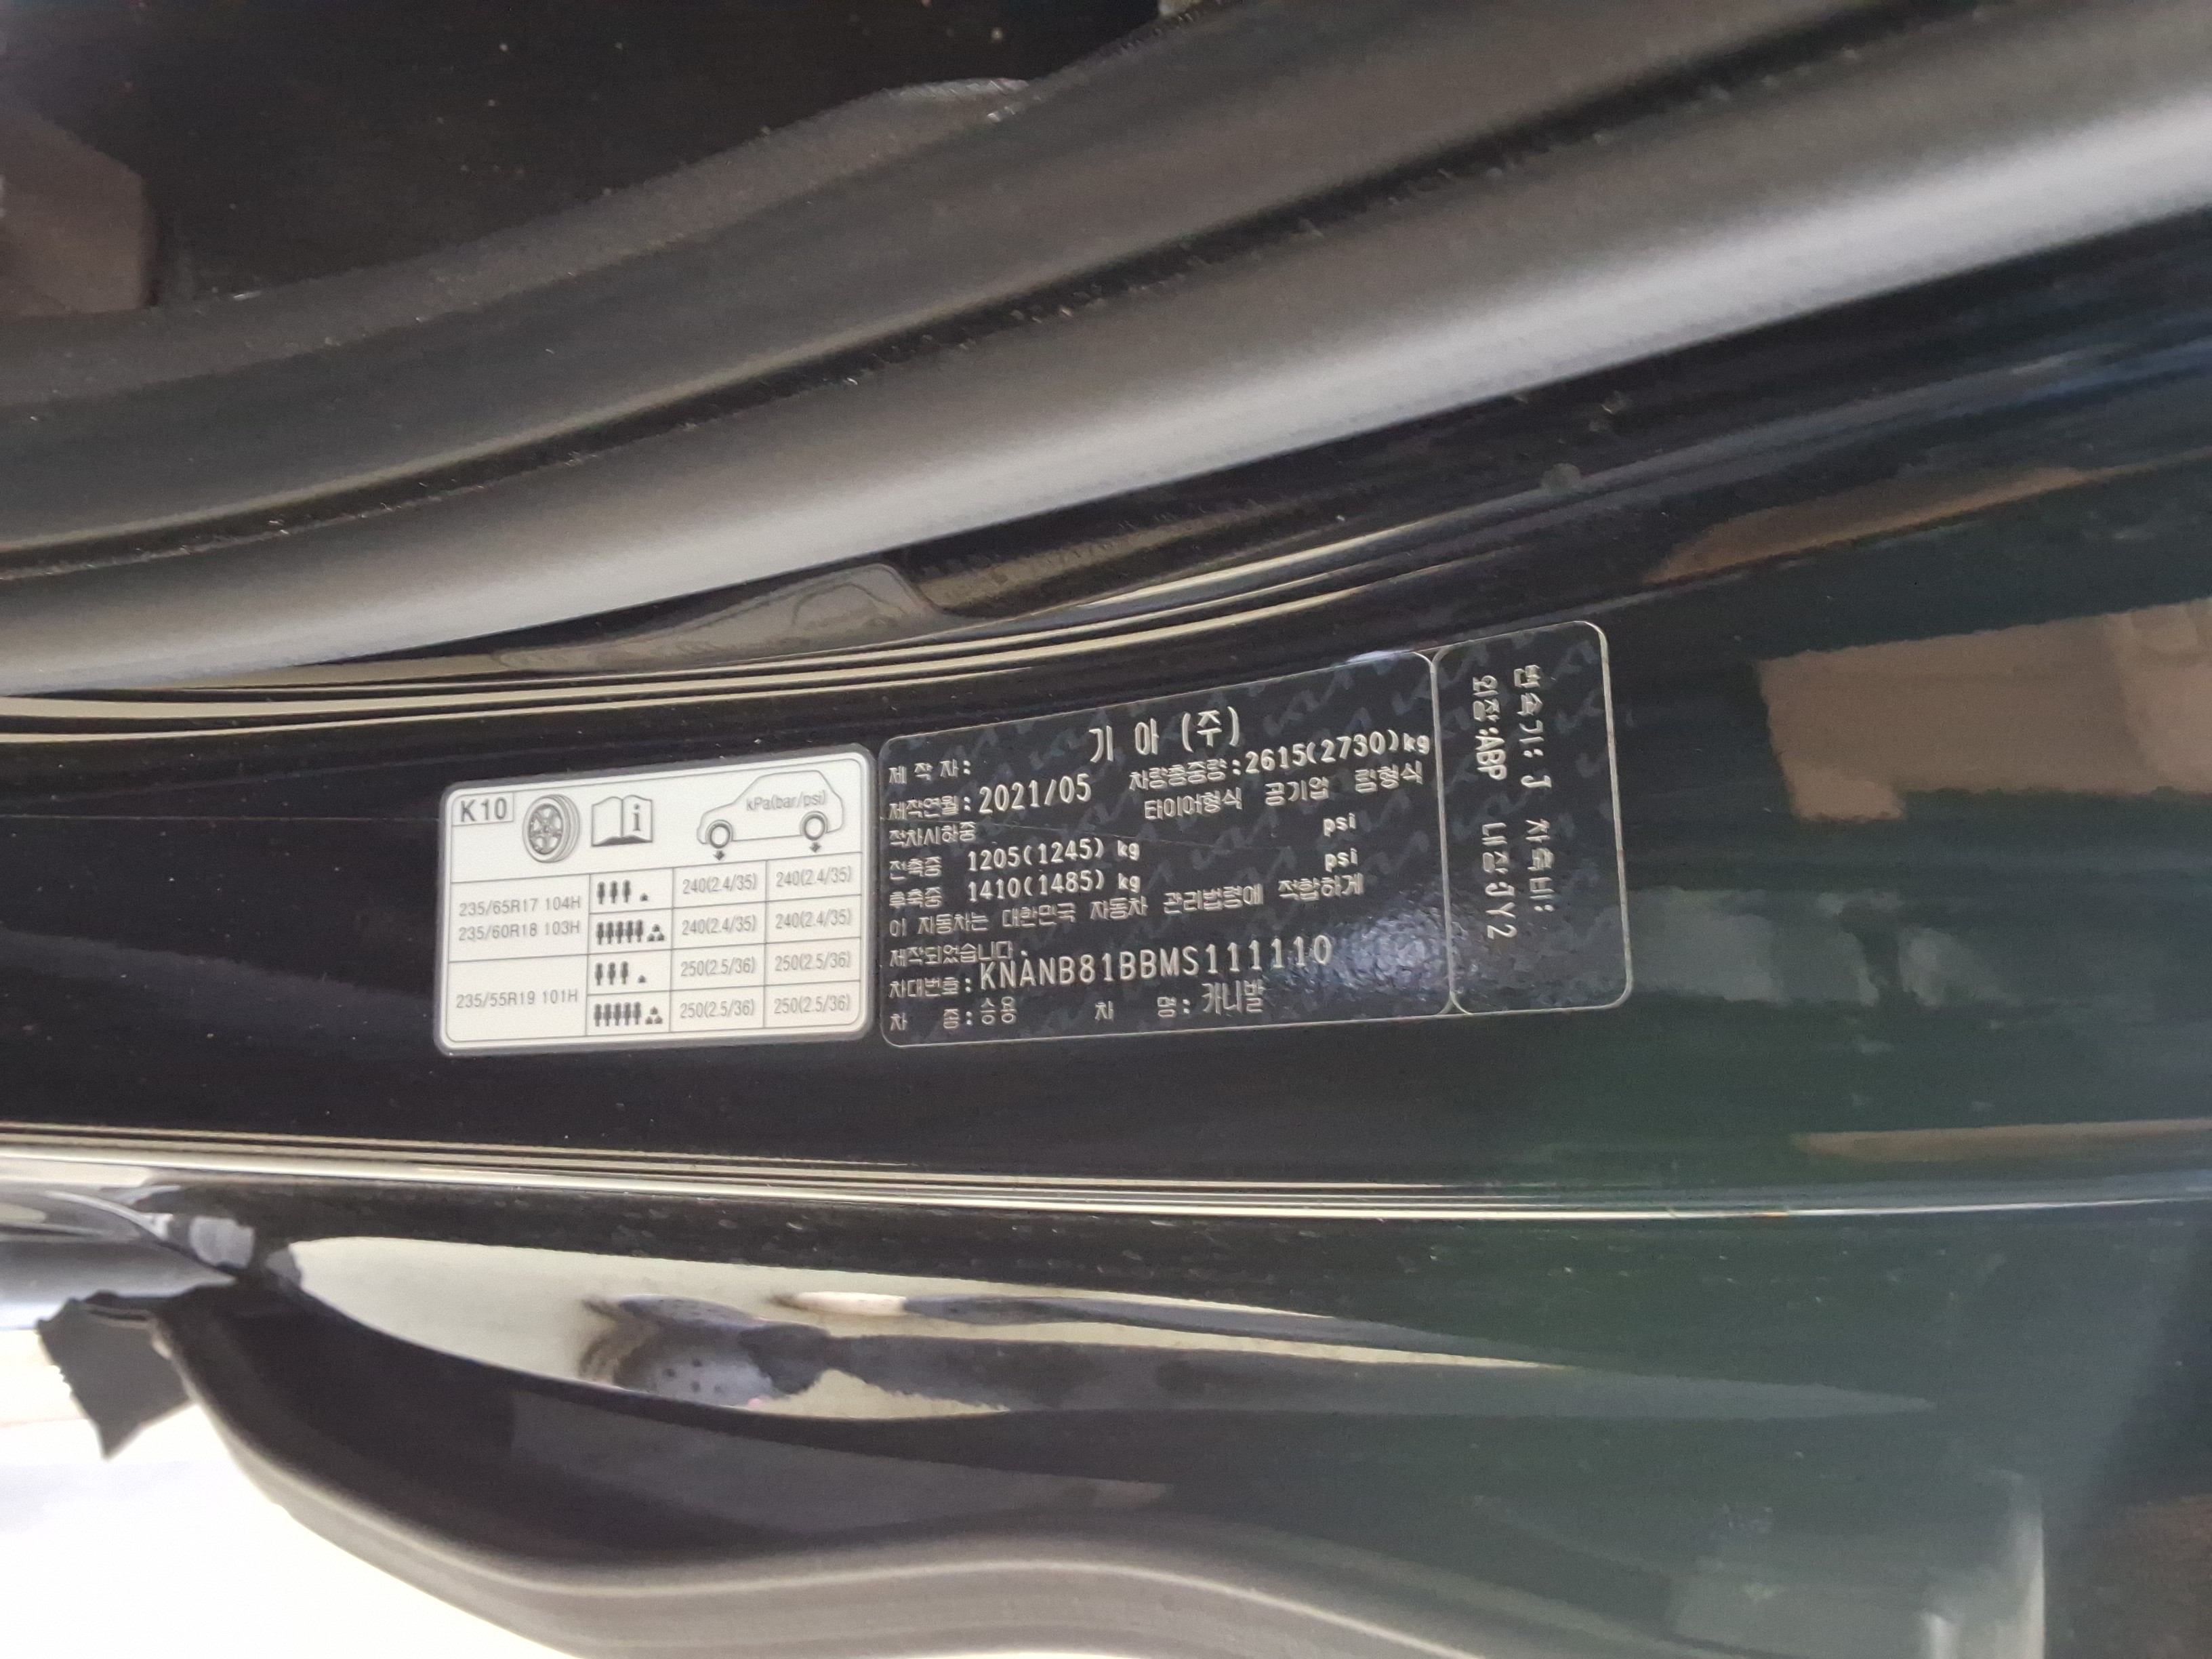 K10
kPa(bar/psi)
235/65R17 104H
235/60R18 103H
240(2.4/35) 240(2.4/35)
240(2.4/35) 240(2.4/35)
235/55R19 101H
250(2.5/36) 250(2.5/36)
250(2.5/36) 250(2.5/36)
제 작 자: 기 아 (주)
제작연월: 2021/05 차량총중량:2615(2730)kg
적차시하중 타이어형식 공기압 림형식
전축중 1205(1245) kg psi
후축중 1410(1485) kg psi
이 자동차는 대한민국 자동차 관리법령에 적합하게
제작되었습니다.
차대번호: KNANB81BBMS111110
차 종:승용 차 명: 카니발
변속기: J 차축비:
외장:ABP 내장:JY2